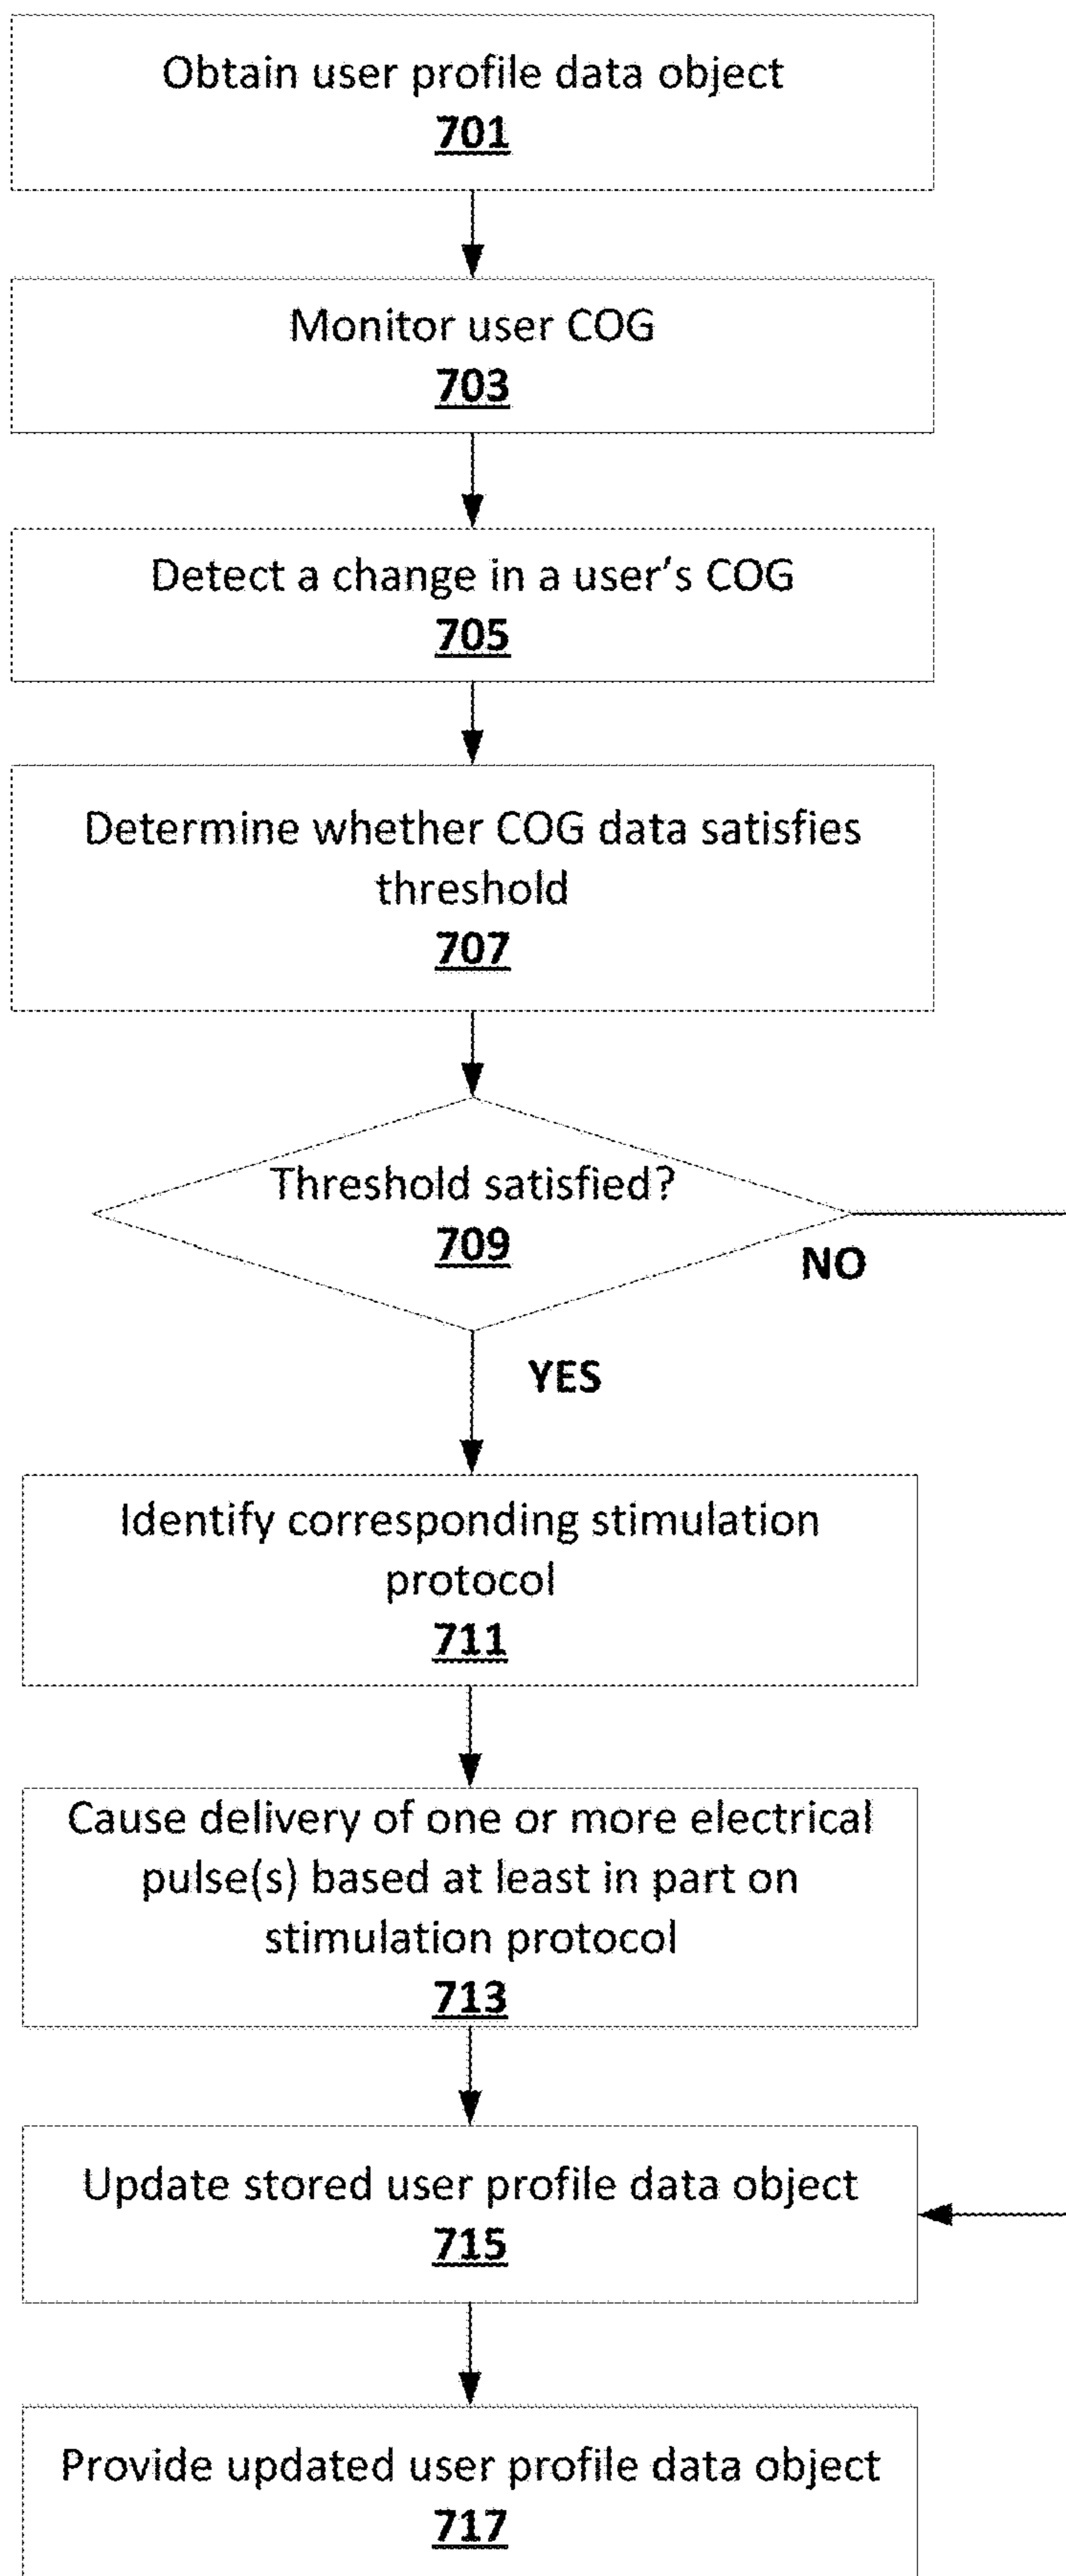 Obtain user profile data object
701
Monitor user COG
703
Detect a change in a user's COG
705
Determine whether COG data satisfies
threshold
707
Threshold satisfied?
709
NO
YES
Identify corresponding stimulation
protocol
711
Cause delivery of one or more electrical
pulse(s) based at least in part on
stimulation protocol
713
Update stored user profile data object
715
Provide updated user profile data object
717